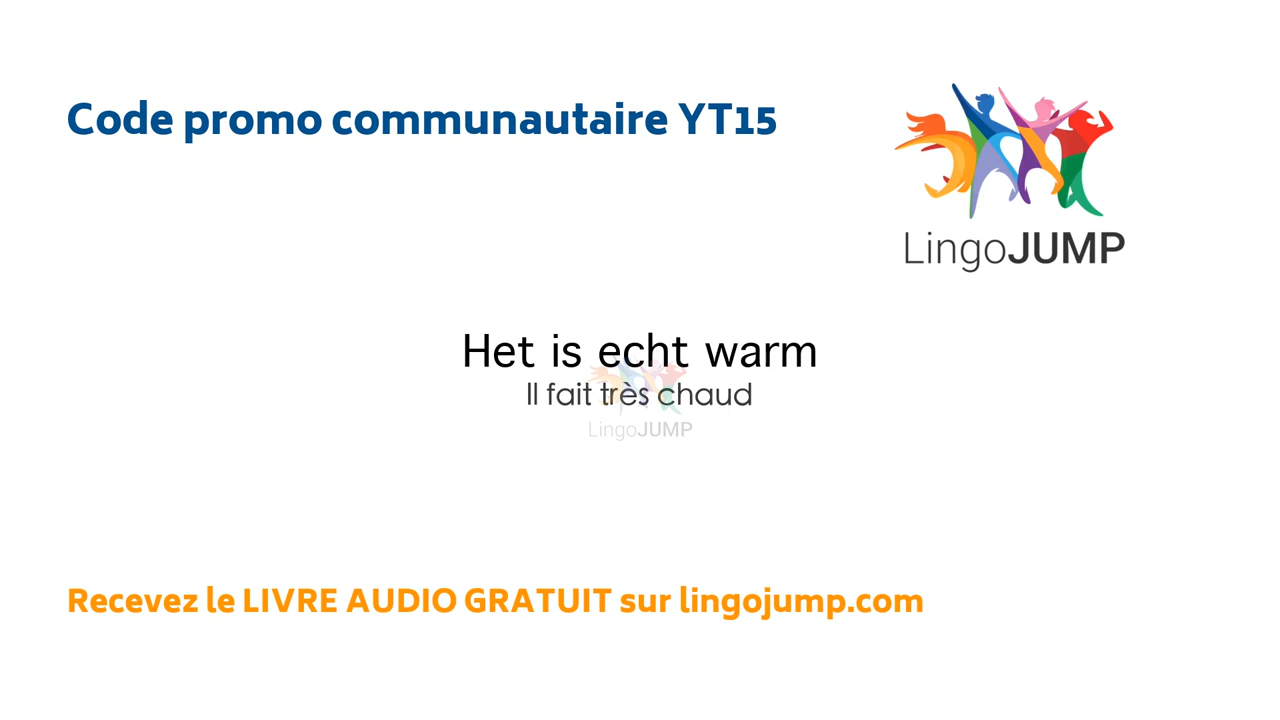 Code promo communautaire YT15
LingoJUMP
Het is echt warm
Il fait très chaud
LingoJUMP
Recevez le LIVRE AUDIO GRATUIT sur lingojump.com